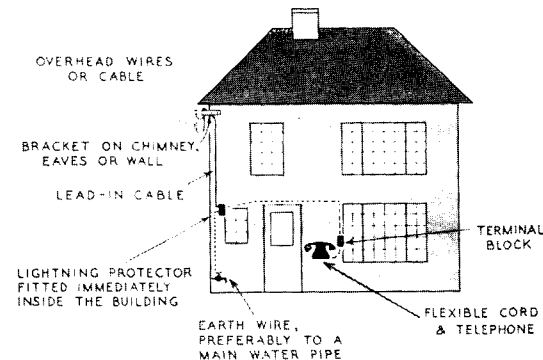 OVERHEAD WIRES
OR CABLE
BRACKET ON CHIMNEY,
EAVES OR WALL
LEAD-IN CABLE
LIGHTNING PROTECTOR
FITTED IMMEDIATELY
INSIDE THE BUILDING
EARTH WIRE,
PREFERABLY TO A
MAIN WATER PIPE
TERMINAL
BLOCK
FLEXIBLE CORD
& TELEPHONE